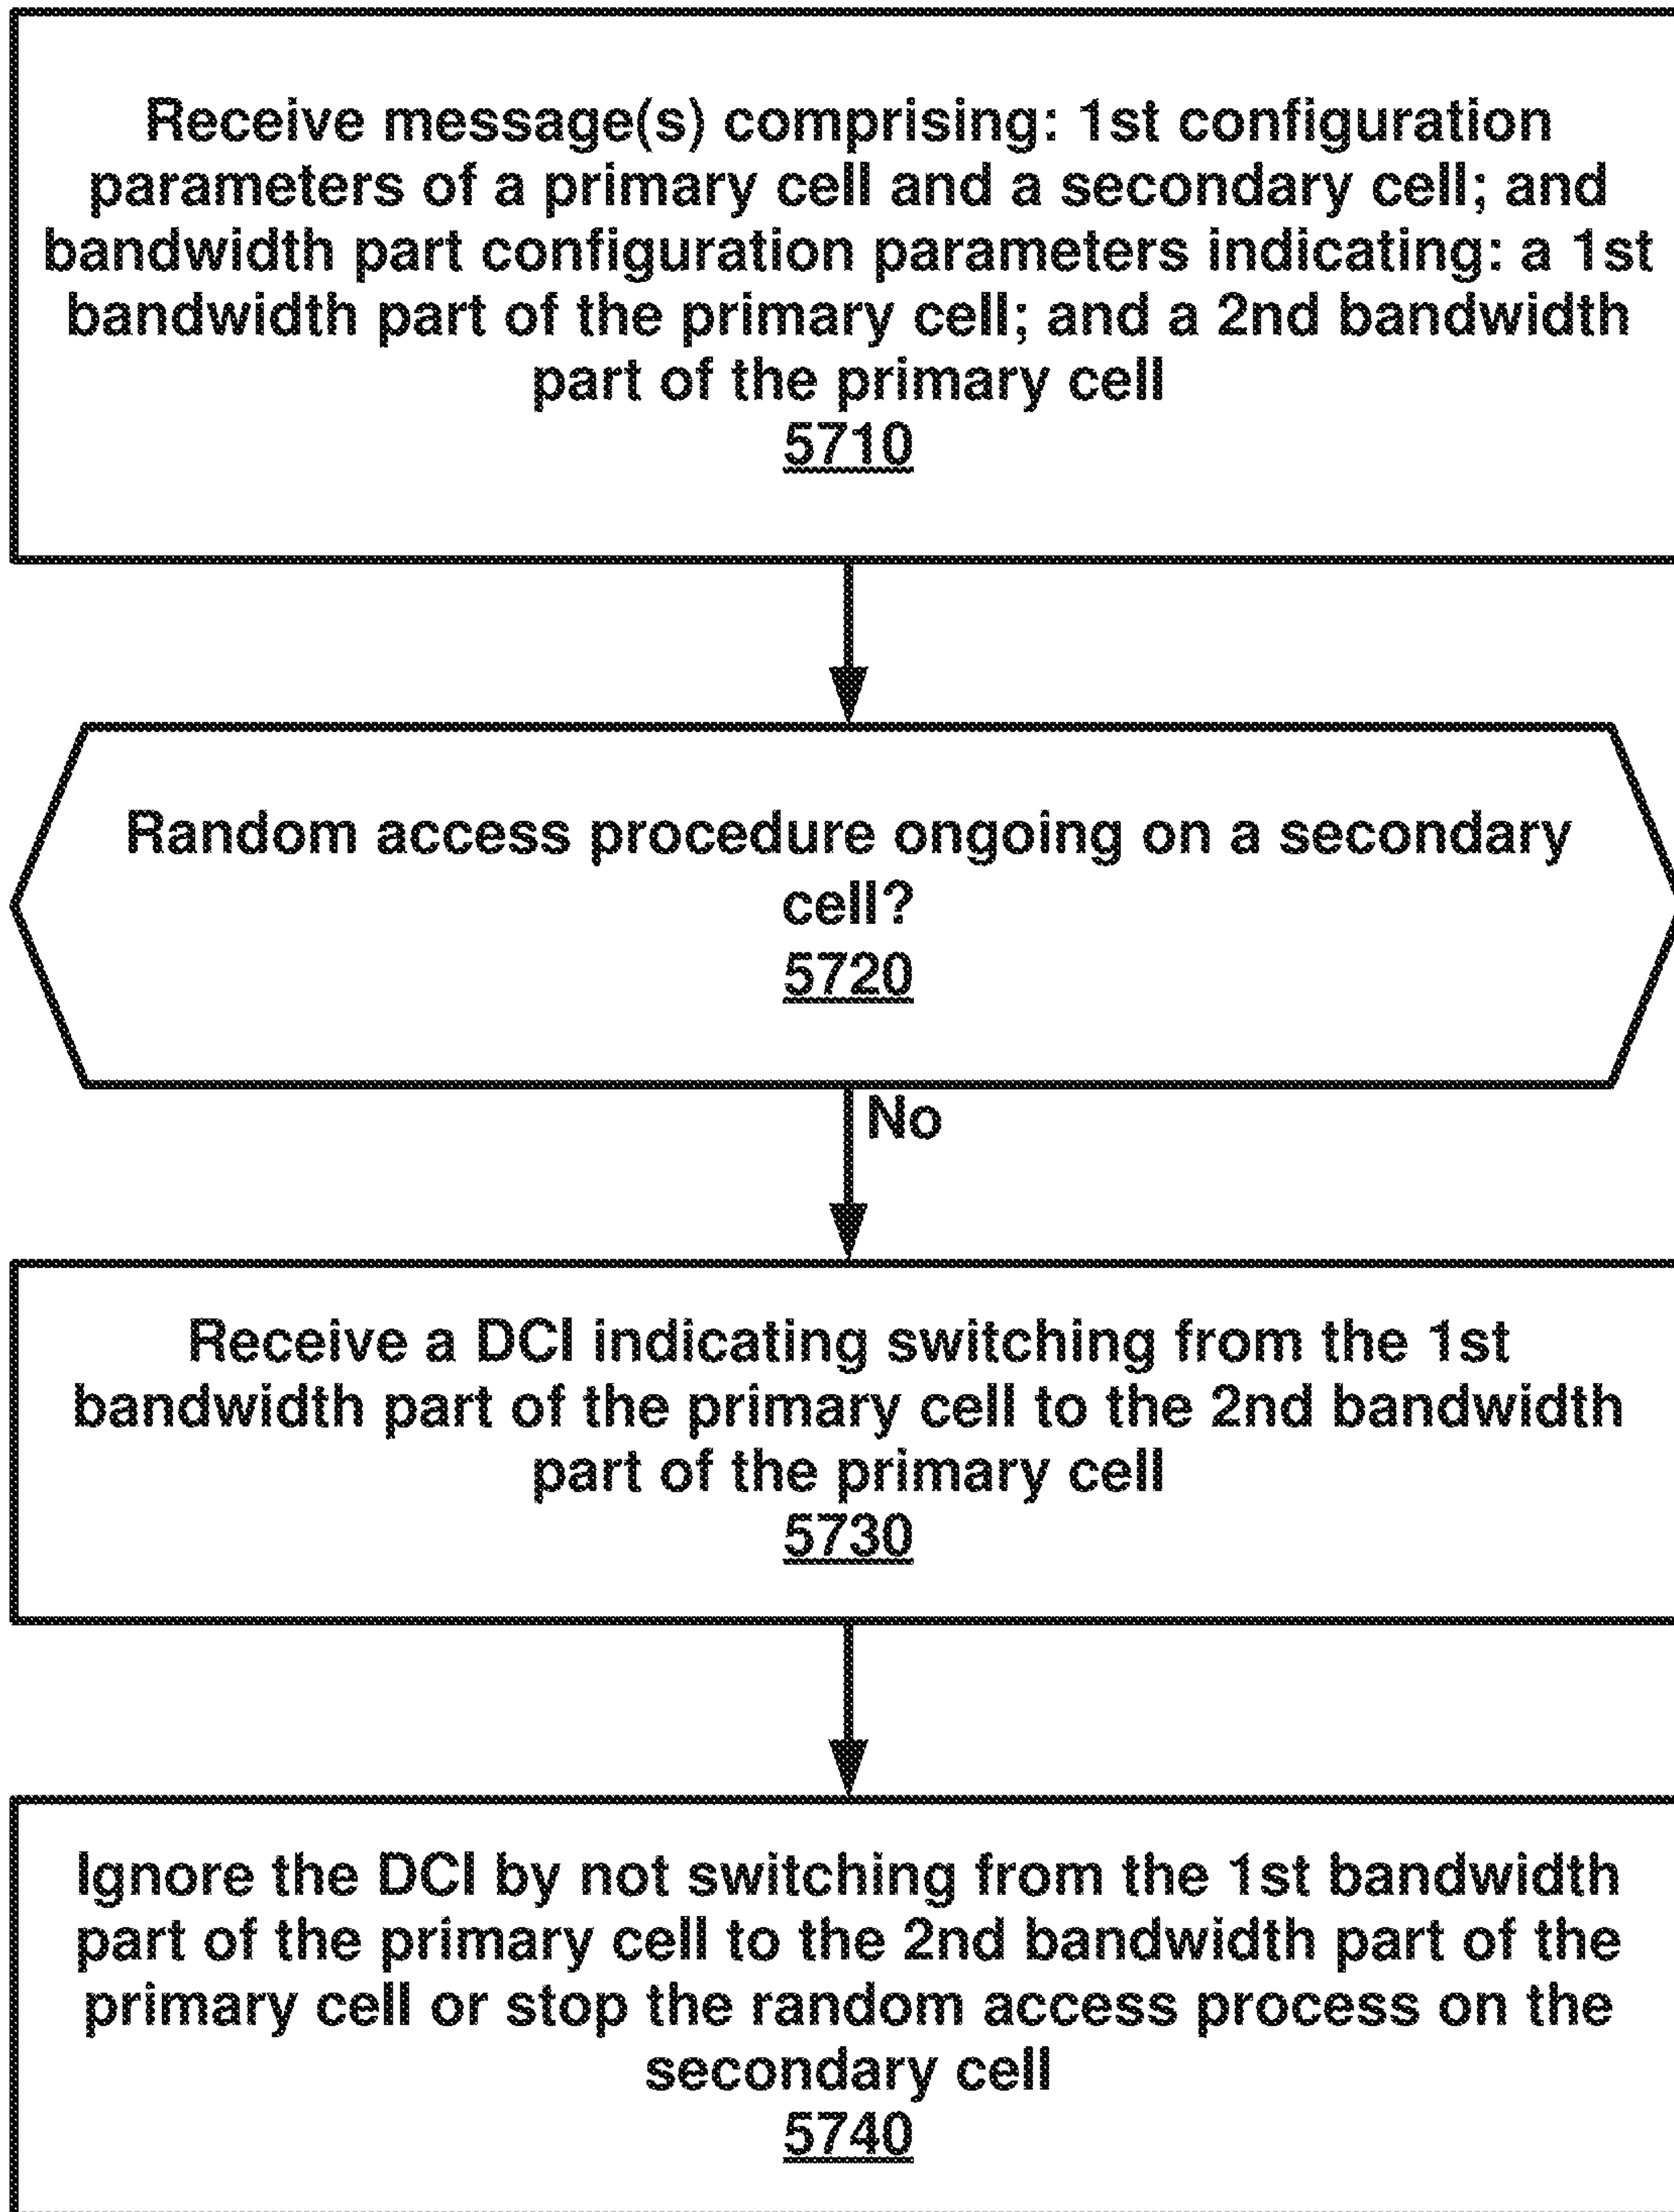 Receive message(s) comprising: 1st configuration
parameters of a primary cell and a secondary cell; and
bandwidth part configuration parameters indicating: a 1st
bandwidth part of the primary cell; and a 2nd bandwidth
part of the primary cell
5710
Random access procedure ongoing on a secondary
cell?
5720
No
Receive a DCI indicating switching from the 1st
bandwidth part of the primary cell to the 2nd bandwidth
part of the primary cell
5730
Ignore the DCI by not switching from the 1st bandwidth
part of the primary cell to the 2nd bandwidth part of the
primary cell or stop the random access process on the
secondary cell
5740